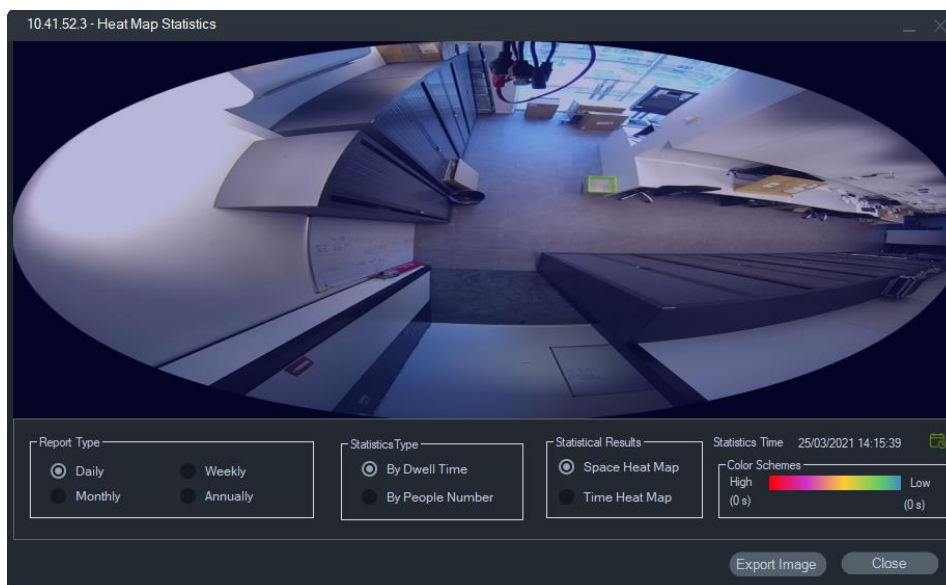 10.41.52.3 - Heat Map Statistics
Report Type
Daily
Weekly
Monthly
Annually
Statistics Type
By Dwell Time
By People Number
Statistical Results
Space Heat Map
Time Heat Map
Statistics Time 25/03/2021 14:15:39
Color Schemes
High
Low
(0 s)
(0 s)
Export Image
Close